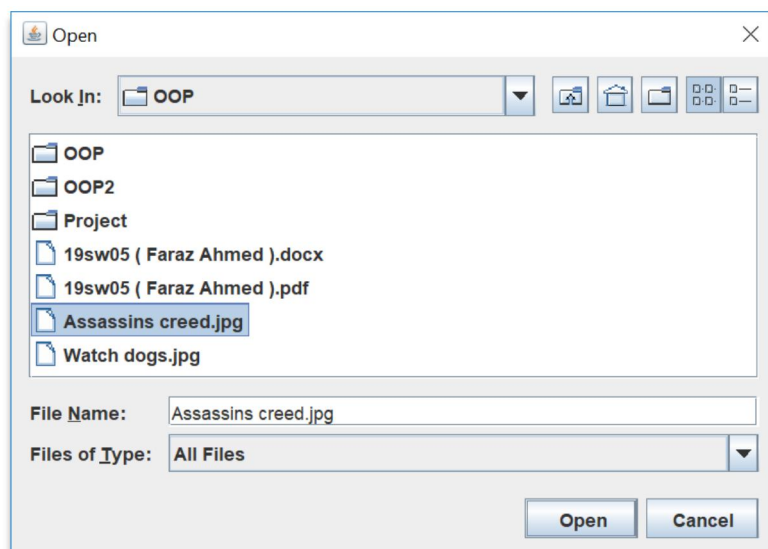 Open
Look In: OOP
OOP
OOP2
Project
19sw05 ( Faraz Ahmed ).docx
19sw05 ( Faraz Ahmed ).pdf
Assassins creed.jpg
Watch dogs.jpg
File Name: Assassins creed.jpg
Files of Type: All Files
Open Cancel